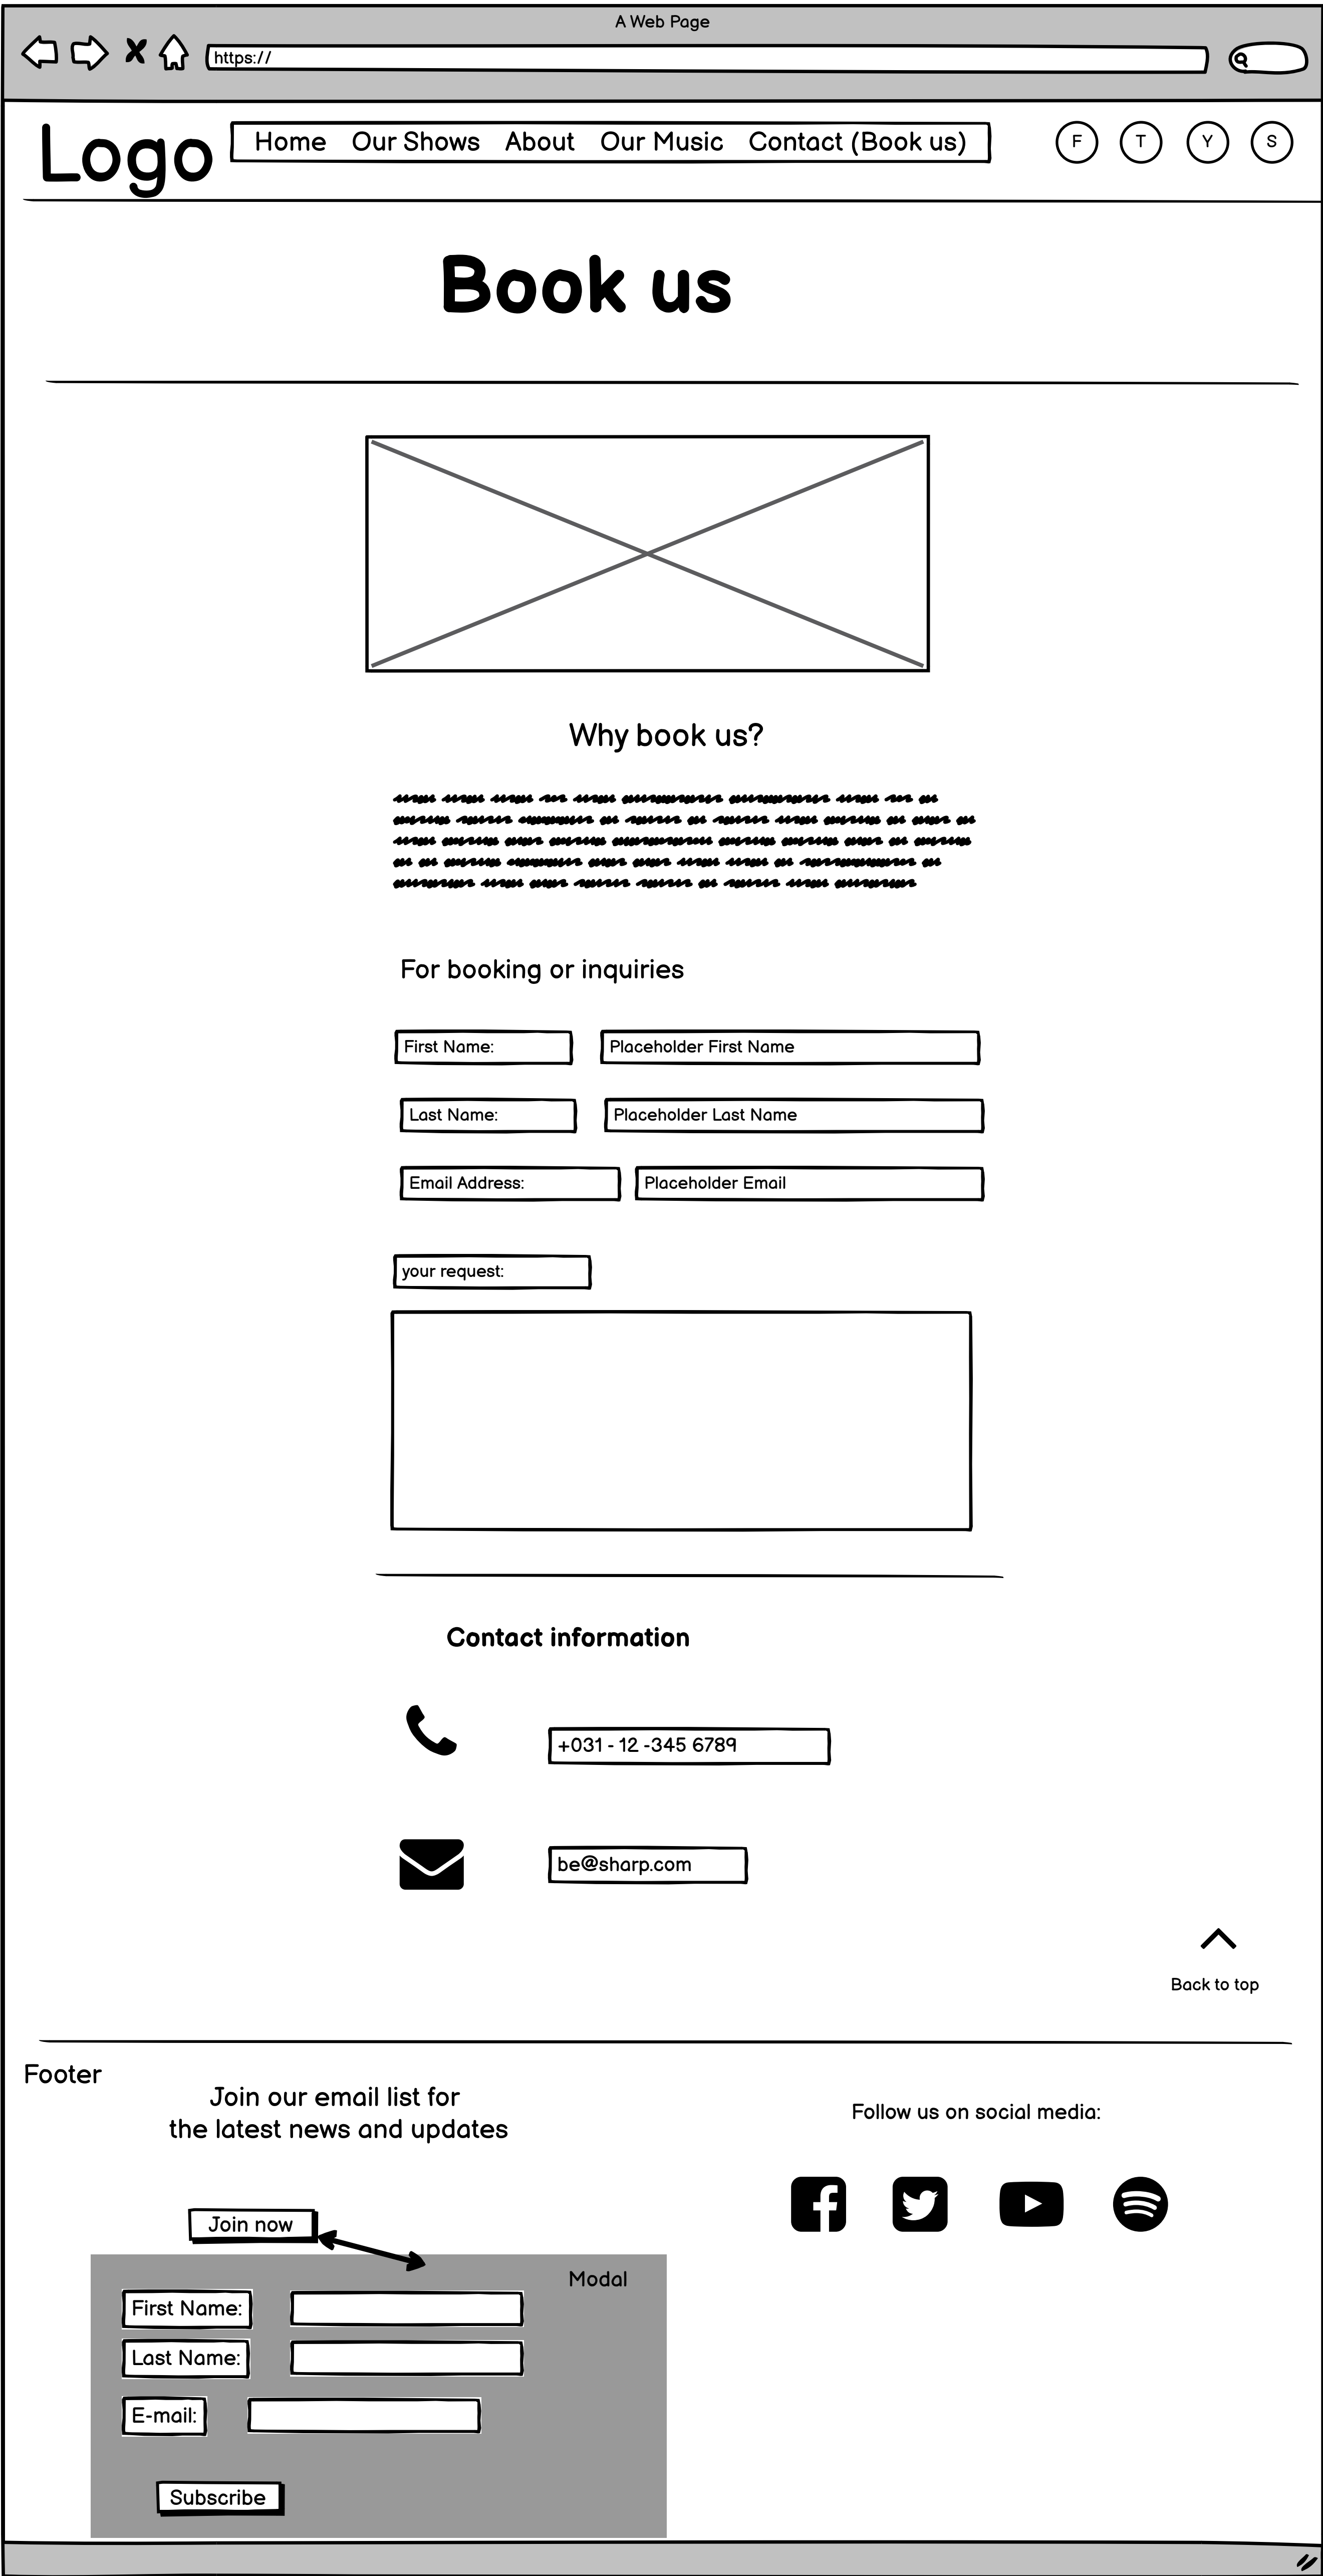 A Web Page
https://
Logo
Home Our Shows About Our Music Contact (Book us)
F T Y S
Book us
Why book us?
For booking or inquiries
First Name: Placeholder First Name
Last Name: Placeholder Last Name
Email Address: Placeholder Email
your request:
Contact information
+031 - 12 -345 6789
be@sharp.com
Back to top
Footer
Join our email list for
the latest news and updates
Follow us on social media:
Join now
Modal
First Name:
Last Name:
E-mail:
Subscribe